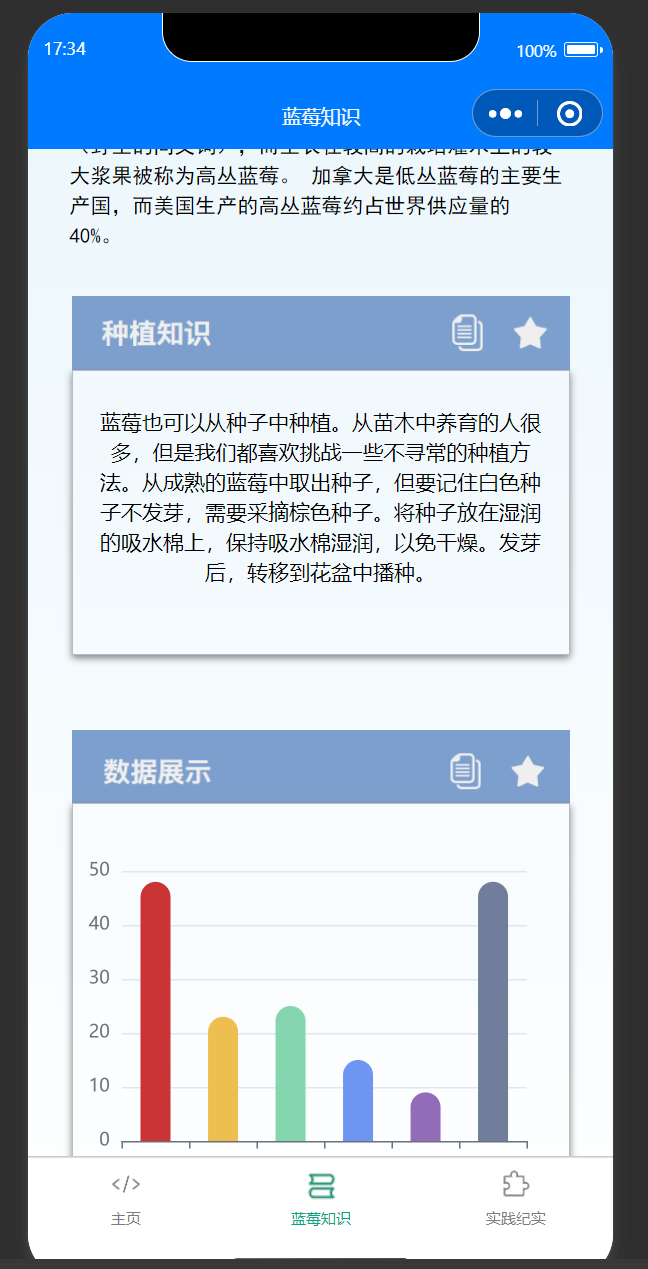 17:34
100%
蓝莓知识
大浆果被称为高丛蓝莓。 加拿大是低丛蓝莓的主要生
产国，而美国生产的高丛蓝莓约占世界供应量的
40%。
种植知识
蓝莓也可以从种子中种植。从苗木中养育的人很
多，但是我们都喜欢挑战一些不寻常的种植方
法。从成熟的蓝莓中取出种子，但要记住白色种
子不发芽，需要采摘棕色种子。将种子放在湿润
的吸水棉上，保持吸水棉湿润，以免干燥。发芽
后，转移到花盆中播种。
数据展示
50
40
30
20
10
0
主页
蓝莓知识
实践纪实